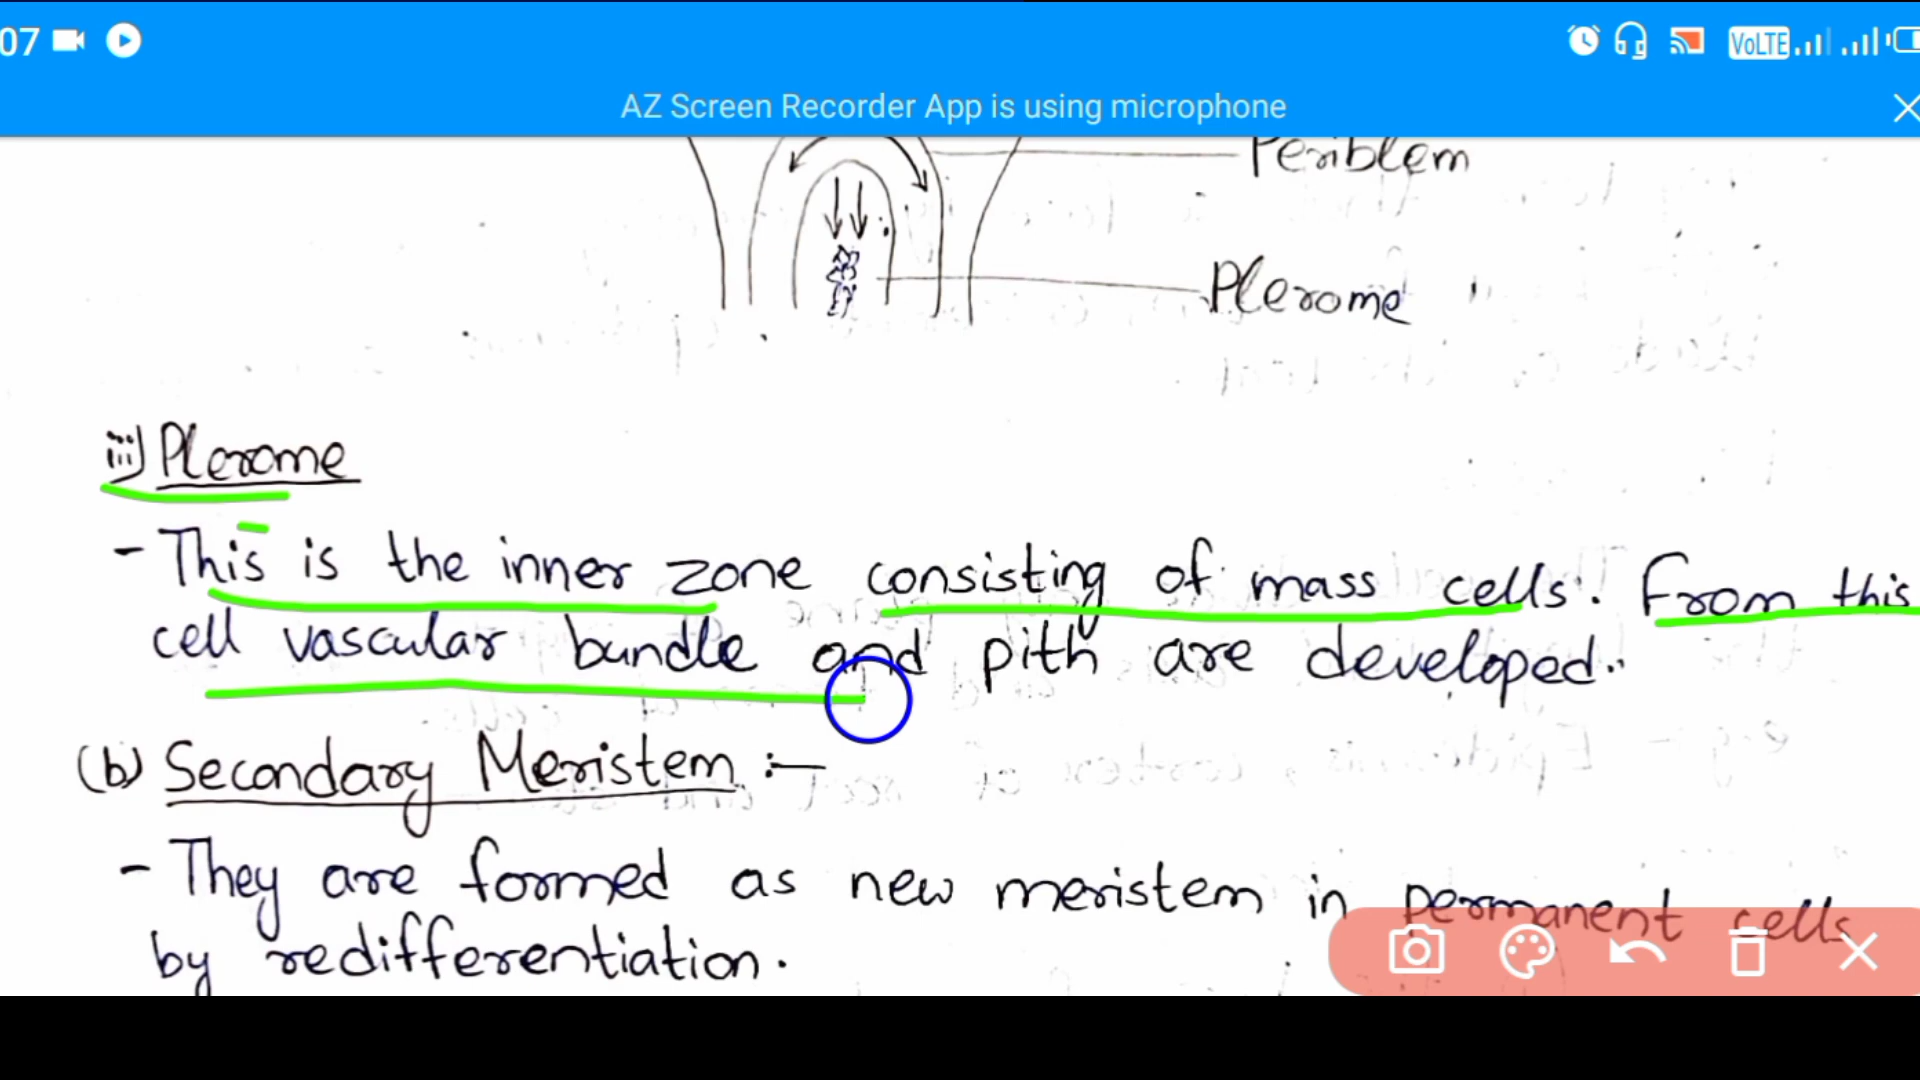 07
VoLTE
AZ Screen Recorder App is using microphone
Periblem
Plerome
iii) Plerome
- This is the inner zone consisting of mass cells. From this
cell vascular bundle and pith are developed.
(b) Secondary Meristem :-
- They are formed as new meristem in permanent cells
by redifferentiation.